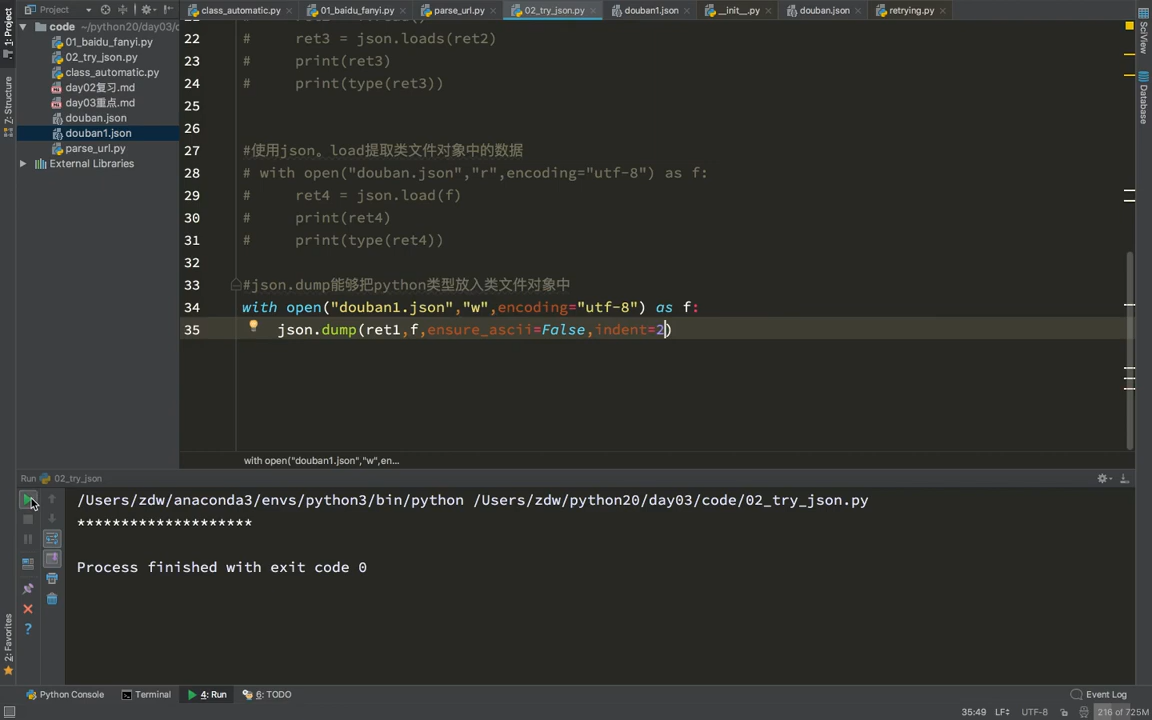 Project
class_automatic.py
01_baidu_fanyi.py
parse_url.py
02_try_json.py
douban1.json
__init__.py
douban.json
retrying.py
1: Project
Z: Structure
2: Favorites
SciView
Database
code ~/python20/day03/c
01_baidu_fanyi.py
02_try_json.py
class_automatic.py
day02复习.md
day03重点.md
douban.json
douban1.json
parse_url.py
External Libraries
22 # ret3 = json.loads(ret2)
23 # print(ret3)
24 # print(type(ret3))
25
26
27 #使用json。load提取类文件对象中的数据
28 # with open("douban.json","r",encoding="utf-8") as f:
29 # ret4 = json.load(f)
30 # print(ret4)
31 # print(type(ret4))
32
33 #json.dump能够把python类型放入类文件对象中
34 with open("douban1.json","w",encoding="utf-8") as f:
35 json.dump(ret1,f,ensure_ascii=False,indent=2)
with open("douban1.json","w",en...
Run 02_try_json
/Users/zdw/anaconda3/envs/python3/bin/python /Users/zdw/python20/day03/code/02_try_json.py
********************
Process finished with exit code 0
Python Console
Terminal
4: Run
6: TODO
Event Log
35:49 LF UTF-8 216 of 725M